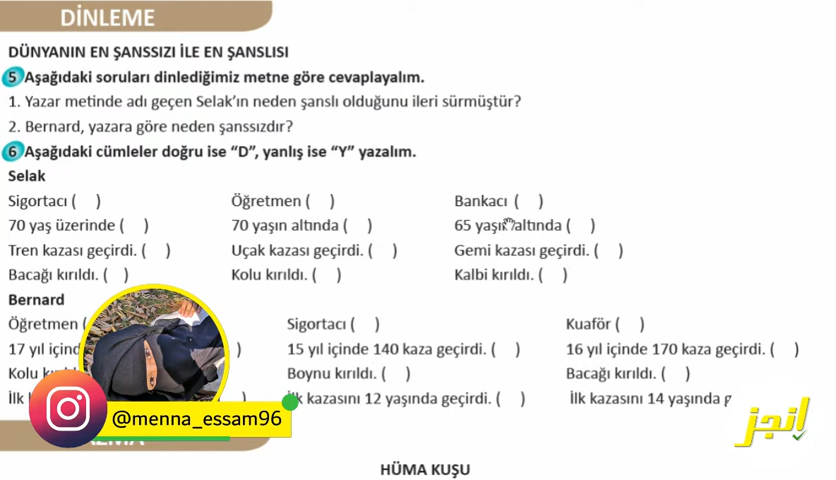 DİNLEME
DÜNYANIN EN ŞANSSIZI İLE EN ŞANSLISI
5 Aşağıdaki soruları dinlediğimiz metne göre cevaplayalım.
1. Yazar metinde adı geçen Selak’ın neden şanslı olduğunu ileri sürmüştür?
2. Bernard, yazara göre neden şanssızdır?
6 Aşağıdaki cümleler doğru ise “D”, yanlış ise “Y” yazalım.
Selak
Sigortacı ( ) Öğretmen ( ) Bankacı ( )
70 yaş üzerinde ( ) 70 yaşın altında ( ) 65 yaşın altında ( )
Tren kazası geçirdi. ( ) Uçak kazası geçirdi. ( ) Gemi kazası geçirdi. ( )
Bacağı kırıldı. ( ) Kolu kırıldı. ( ) Kalbi kırıldı. ( )
Bernard
Öğretmen ( Sigortacı ( ) Kuaför ( )
17 yıl içind ) 15 yıl içinde 140 kaza geçirdi. ( ) 16 yıl içinde 170 kaza geçirdi. ( )
Kolu Boynu kırıldı. ( ) Bacağı kırıldı. ( )
İlk ) kazasını 12 yaşında geçirdi. ( ) İlk kazasını 14 yaşında
@menna_essam96
انجز
HÜMA KUŞU